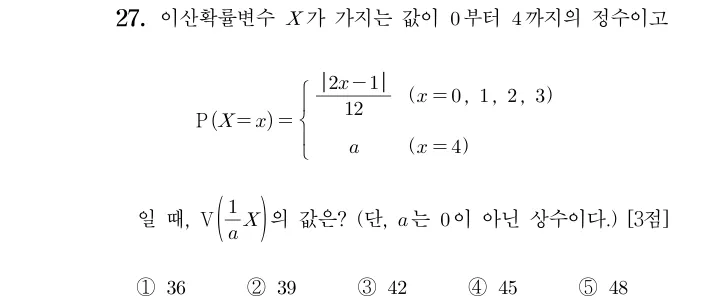 27. 이산확률변수 X가 가지는 값이 0부터 4까지의 정수이고
P(X=x)= { |2x-1|/12 (x=0, 1, 2, 3)
a (x=4)
일 때, V(1/a X)의 값은? (단, a는 0이 아닌 상수이다.) [3점]
① 36 ② 39 ③ 42 ④ 45 ⑤ 48